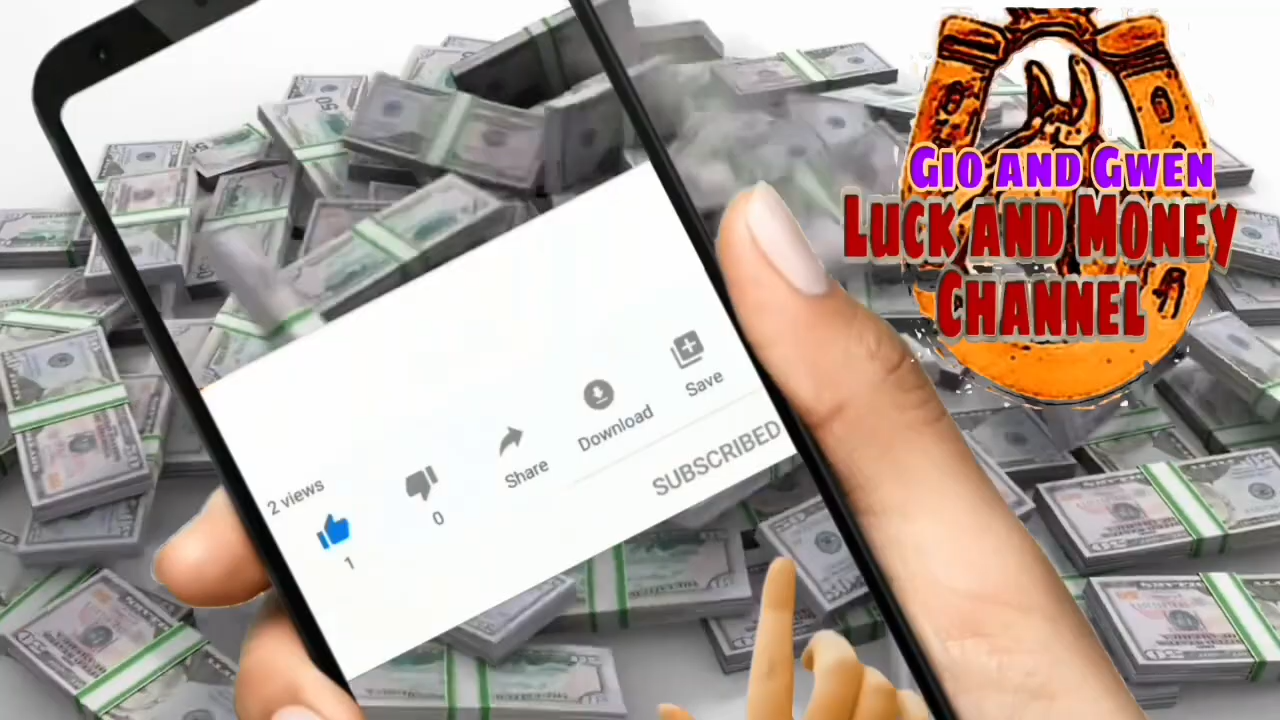 Gio and Gwen
Luck and Money
Channel
2 views
1
0
Share
Download
Save
SUBSCRIBED